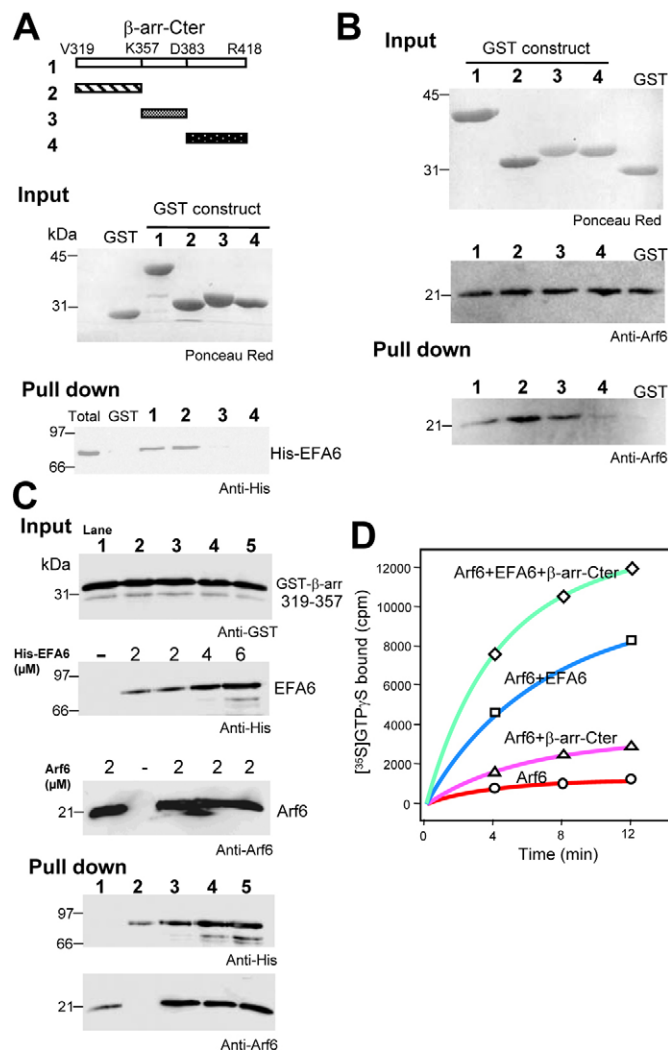 A
β-arr-Cter
V319 K357 D383 R418
1
2
3
4
Input
GST construct
kDa GST 1 2 3 4
45
31
Ponceau Red
Pull down
Total GST 1 2 3 4
97
66
His-EFA6
Anti-His
B
Input
GST construct
1 2 3 4 GST
45
31
Ponceau Red
1 2 3 4 GST
21
Anti-Arf6
Pull down
1 2 3 4 GST
21
Anti-Arf6
C
Input
Lane
1 2 3 4 5
kDa
31
GST-β-arr
319-357
Anti-GST
His-EFA6
(μM)
– 2 2 4 6
97
66
EFA6
Anti-His
Arf6
(μM)
2 - 2 2 2
21
Arf6
Anti-Arf6
Pull down
1 2 3 4 5
97
66
Anti-His
21
Anti-Arf6
D
[³⁵S]GTPγS bound (cpm)
12000
10000
8000
6000
4000
2000
0
Arf6+EFA6+β-arr-Cter
Arf6+EFA6
Arf6+β-arr-Cter
Arf6
0 4 8 12
Time (min)